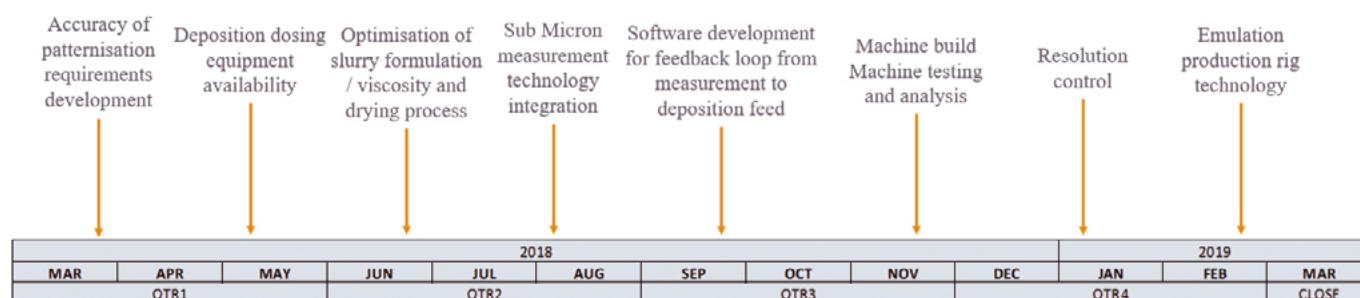 Accuracy of
patternisation
requirements
development
Deposition dosing
equipment
availability
Optimisation of
slurry formulation
/ viscosity and
drying process
Sub Micron
measurement
technology
integration
Software development
for feedback loop from
measurement to
deposition feed
Machine build
Machine testing
and analysis
Resolution
control
Emulation
production rig
technology
2018 2019
MAR APR MAY JUN JUL AUG SEP OCT NOV DEC JAN FEB MAR
QTR1 QTR2 QTR3 QTR4 CLOSE